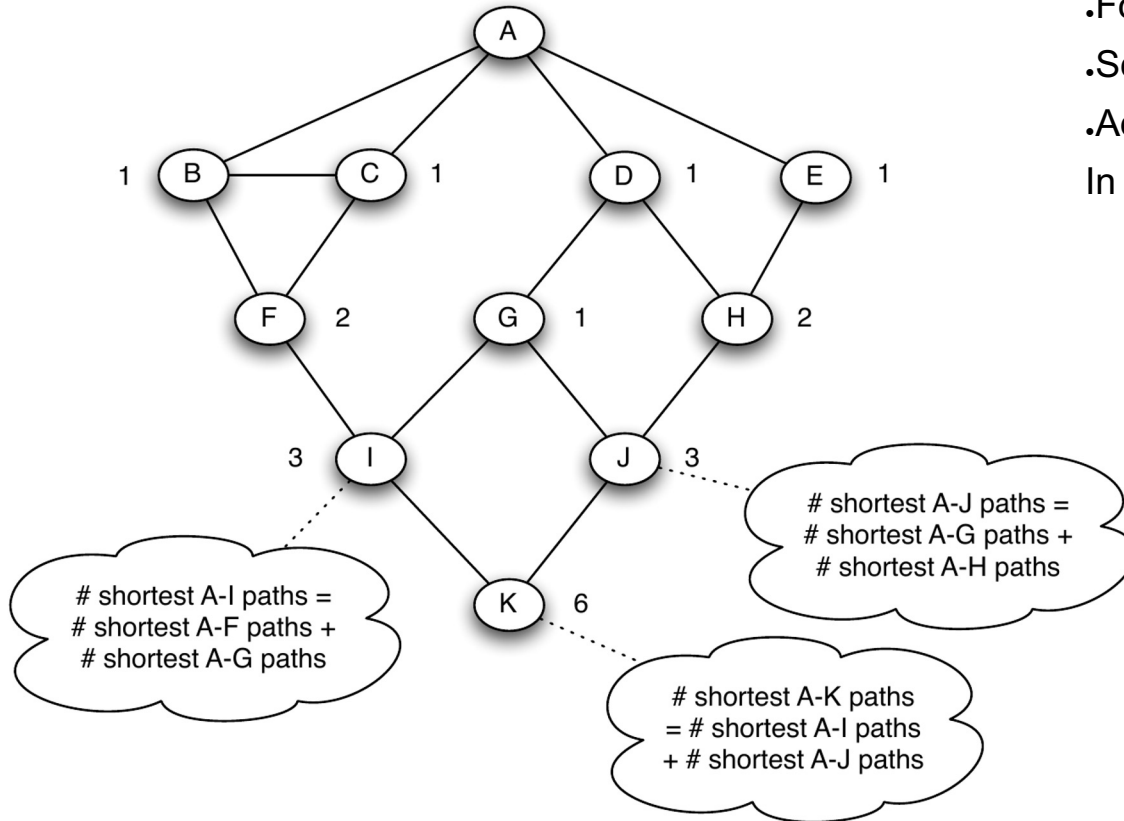 A
1 B C 1 D 1 E 1
F 2 G 1 H 2
3 I J 3
# shortest A-J paths =
# shortest A-G paths +
# shortest A-H paths
# shortest A-I paths =
# shortest A-F paths +
# shortest A-G paths
K 6
# shortest A-K paths
= # shortest A-I paths
+ # shortest A-J paths
In